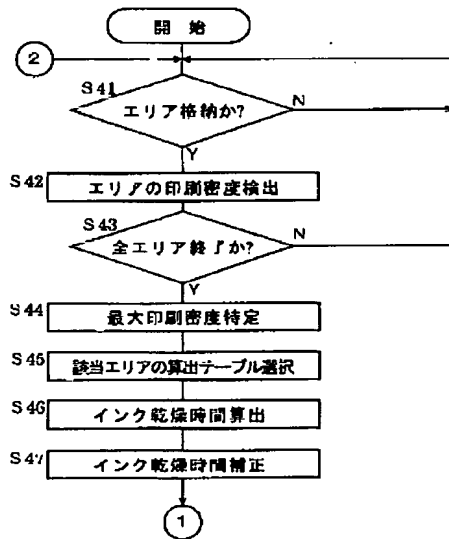 開 始
2
S41
エリア格納か?
N
Y
S42
エリアの印刷密度検出
S43
全エリア終了か?
N
Y
S44
最大印刷密度特定
S45
該当エリアの算出テーブル選択
S46
インク乾燥時間算出
S47
インク乾燥時間補正
1